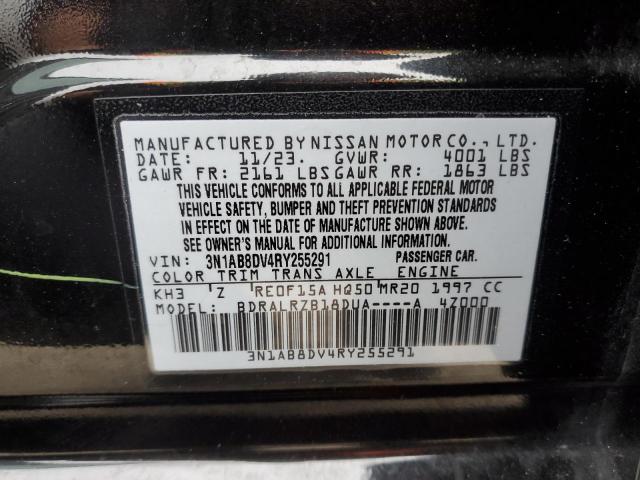 MANUFACTURED BY NISSAN MOTOR CO., LTD.
DATE: 11/23. GVWR: 4001 LBS
GAWR FR: 2161 LBS GAWR RR: 1863 LBS
THIS VEHICLE CONFORMS TO ALL APPLICABLE FEDERAL MOTOR
VEHICLE SAFETY, BUMPER AND THEFT PREVENTION STANDARDS
IN EFFECT ON THE DATE OF MANUFACTURE SHOWN ABOVE.
SEE OWNER'S MANUAL FOR ADDITIONAL INFORMATION.
VIN: 3N1AB8DV4RY255291 PASSENGER CAR.
COLOR TRIM TRANS AXLE ENGINE
KH3 Z RE0F15A HQ50 MR20 1997 CC
MODEL: BDRALRZB18DUA----A 4Z000
3N1AB8DV4RY255291